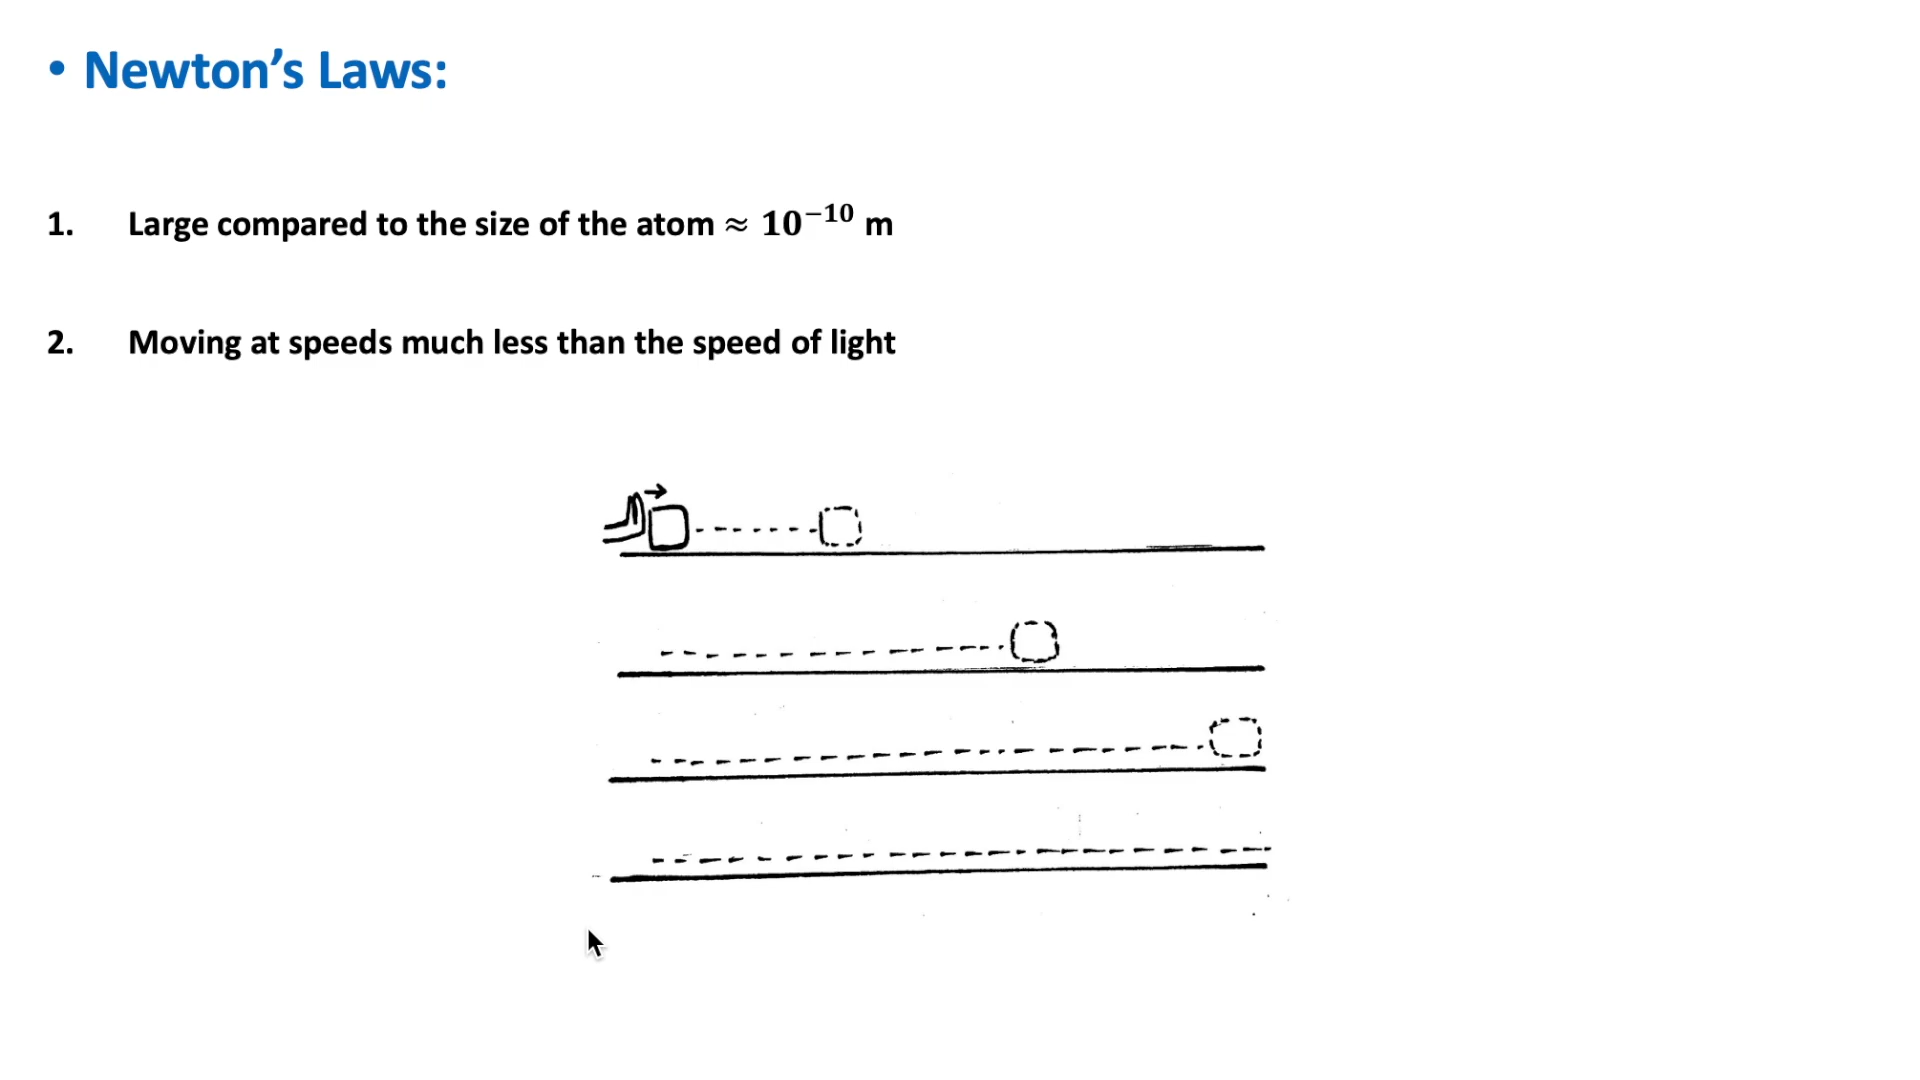 • Newton’s Laws:
1. Large compared to the size of the atom ≈ 10⁻¹⁰ m
2. Moving at speeds much less than the speed of light